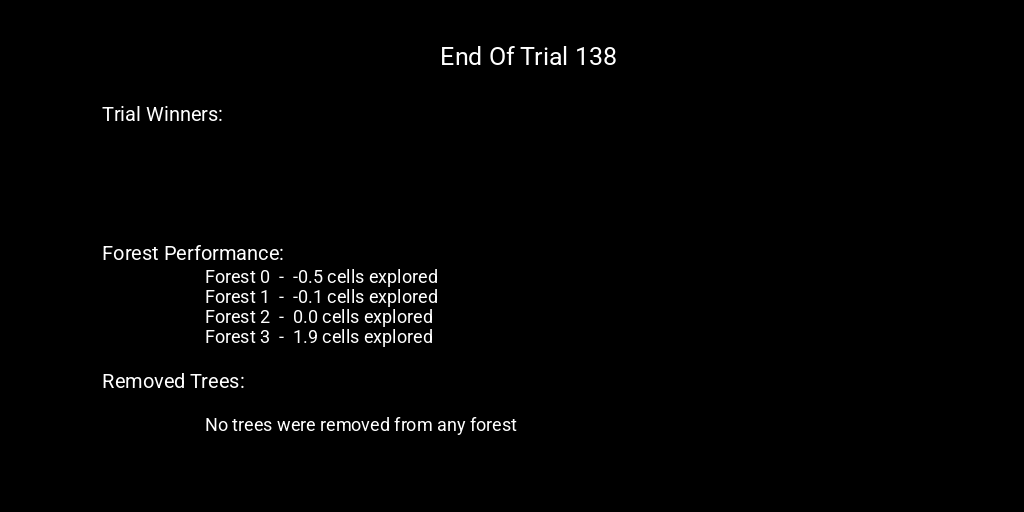 End Of Trial 138
Trial Winners:
Forest Performance:
Forest 0 - -0.5 cells explored
Forest 1 - -0.1 cells explored
Forest 2 - 0.0 cells explored
Forest 3 - 1.9 cells explored
Removed Trees:
No trees were removed from any forest